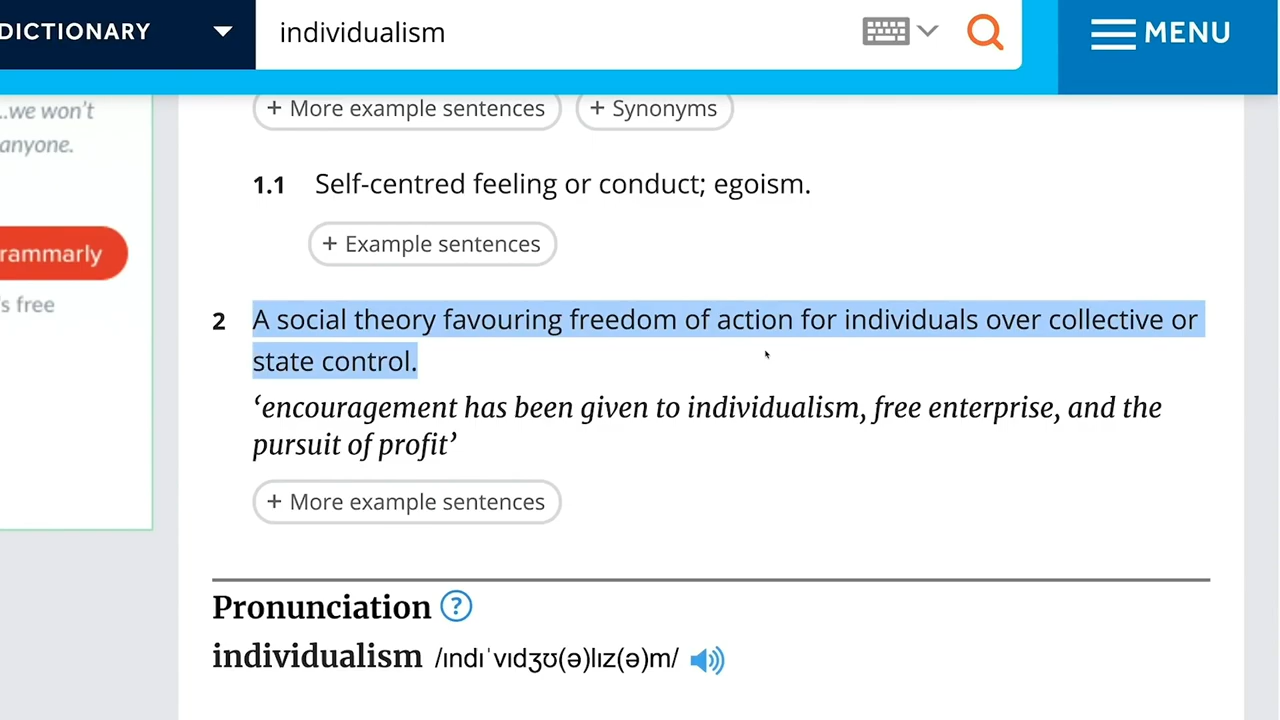 DICTIONARY
individualism
MENU
...we won't
anyone.
+ More example sentences
+ Synonyms
1.1 Self-centred feeling or conduct; egoism.
rammarly
+ Example sentences
s free
2 A social theory favouring freedom of action for individuals over collective or
state control.
‘encouragement has been given to individualism, free enterprise, and the
pursuit of profit’
+ More example sentences
Pronunciation ?
individualism /ɪndɪˈvɪdʒʊ(ə)lɪz(ə)m/